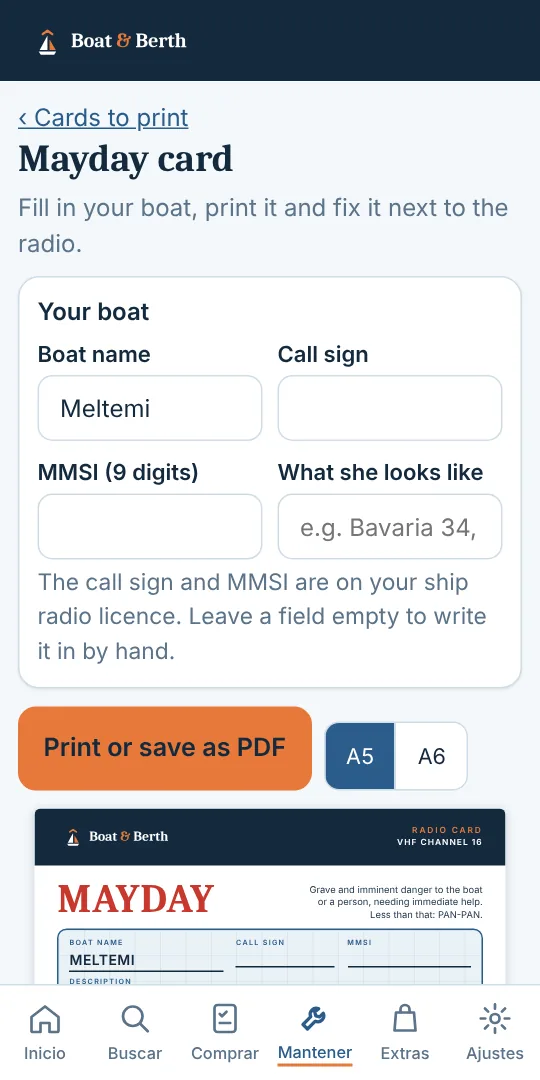 Boat & Berth
‹ Cards to print
Mayday card
Fill in your boat, print it and fix it next to the
radio.
Your boat
Boat name
Call sign
Meltemi
MMSI (9 digits)
What she looks like
e.g. Bavaria 34,
The call sign and MMSI are on your ship
radio licence. Leave a field empty to write
it in by hand.
Print or save as PDF
A5
A6
Boat & Berth
RADIO CARD
VHF CHANNEL 16
MAYDAY
Grave and imminent danger to the boat
or a person, needing immediate help.
Less than that: PAN-PAN.
BOAT NAME
CALL SIGN
MMSI
MELTEMI
DESCRIPTION
Inicio
Buscar
Comprar
Mantener
Extras
Ajustes